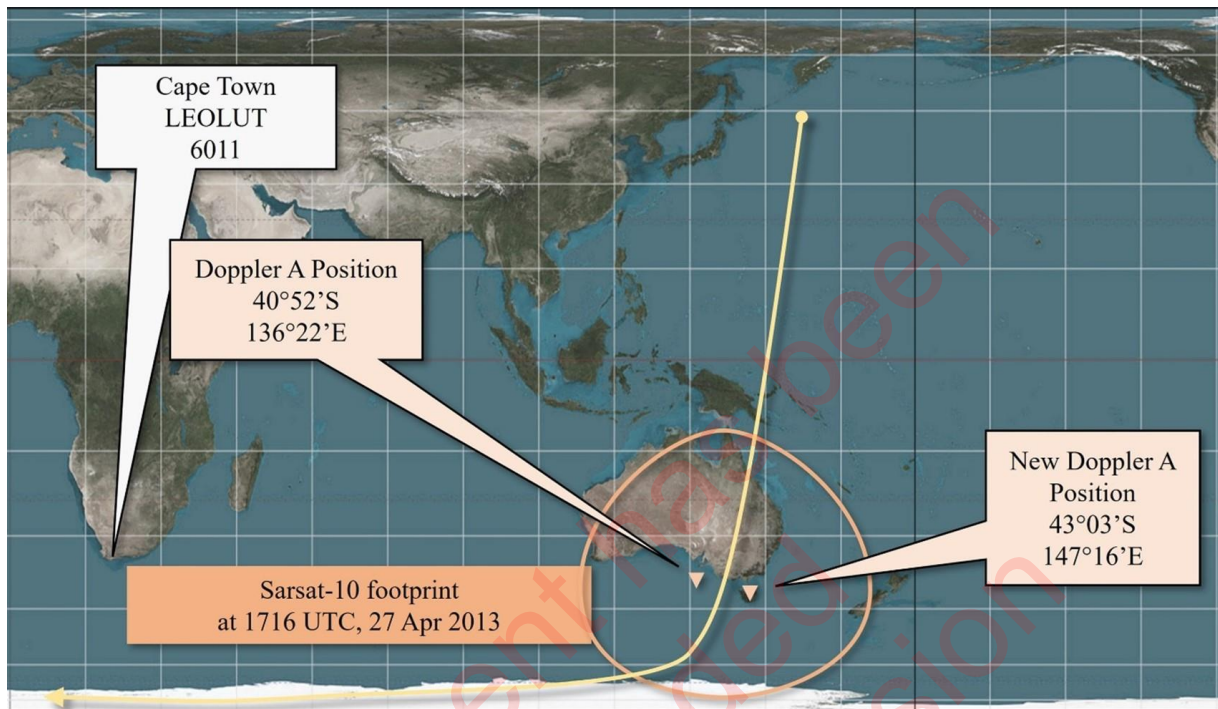 Cape Town
LEOLUT
6011
Doppler A Position
40°52’S
136°22’E
New Doppler A
Position
43°03’S
147°16’E
Sarsat-10 footprint
at 1716 UTC, 27 Apr 2013
been